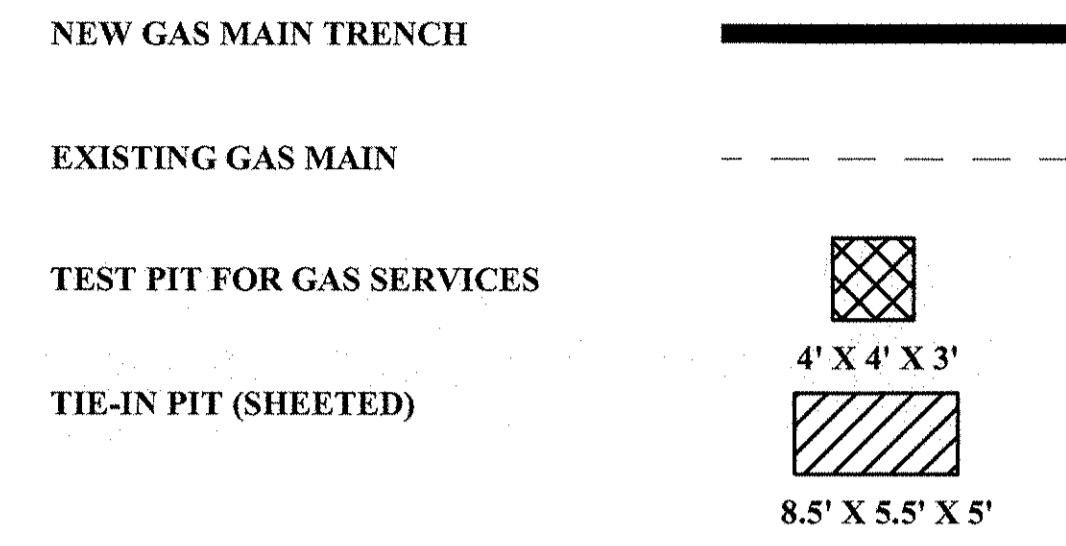 NEW GAS MAIN TRENCH
EXISTING GAS MAIN
TEST PIT FOR GAS SERVICES
4' X 4' X 3'
TIE-IN PIT (SHEETED)
8.5' X 5.5' X 5'